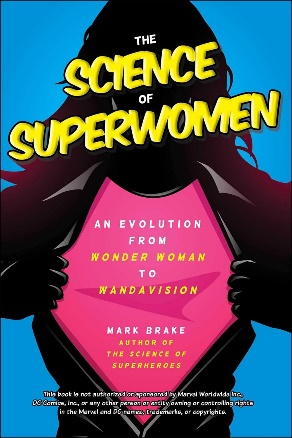 THE
SCIENCE
OF
SUPERWOMEN
AN EVOLUTION
FROM
WONDER WOMAN
TO
WANDAVISION
MARK BRAKE
AUTHOR OF
THE SCIENCE OF
SUPERHEROES
This book is not authorized or sponsored by Marvel Worldwide Inc.,
DC Comics, Inc., or any other person or entity owning or controlling rights
in the Marvel and DC names, trademarks, or copyrights.